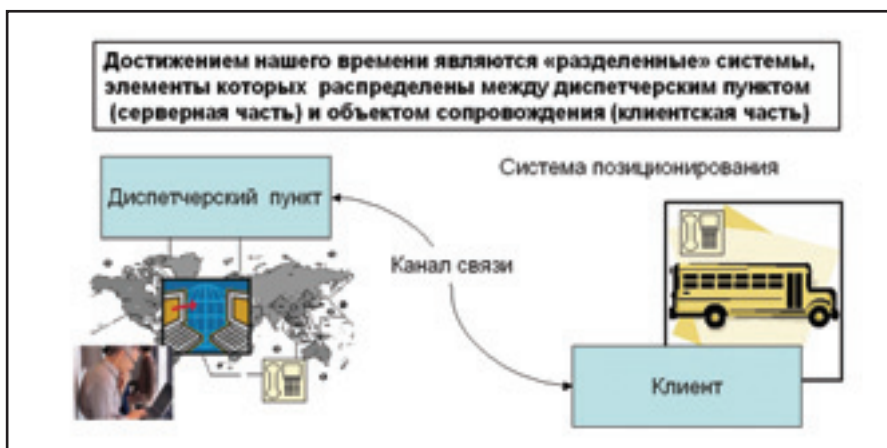 Достижением нашего времени являются «разделенные» системы,
элементы которых распределены между диспетчерским пунктом
(серверная часть) и объектом сопровождения (клиентская часть)
Система позиционирования
Диспетчерский пункт
Канал связи
Клиент